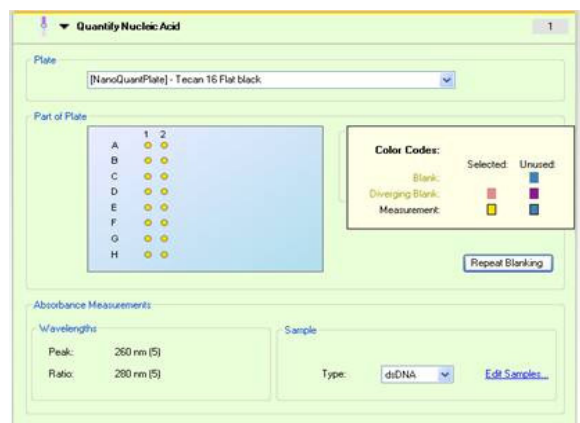 Quantify Nucleic Acid
1
Plate
[NanoQuantPlate] - Tecan 16 Flat black
Part of Plate
1 2
A
B
C
D
E
F
G
H
Color Codes:
Selected: Unused:
Blank:
Diverging Blank:
Measurement:
Repeat Blanking
Absorbance Measurements
Wavelengths
Peak: 260 nm (5)
Ratio: 280 nm (5)
Sample
Type: dsDNA Edit Samples...